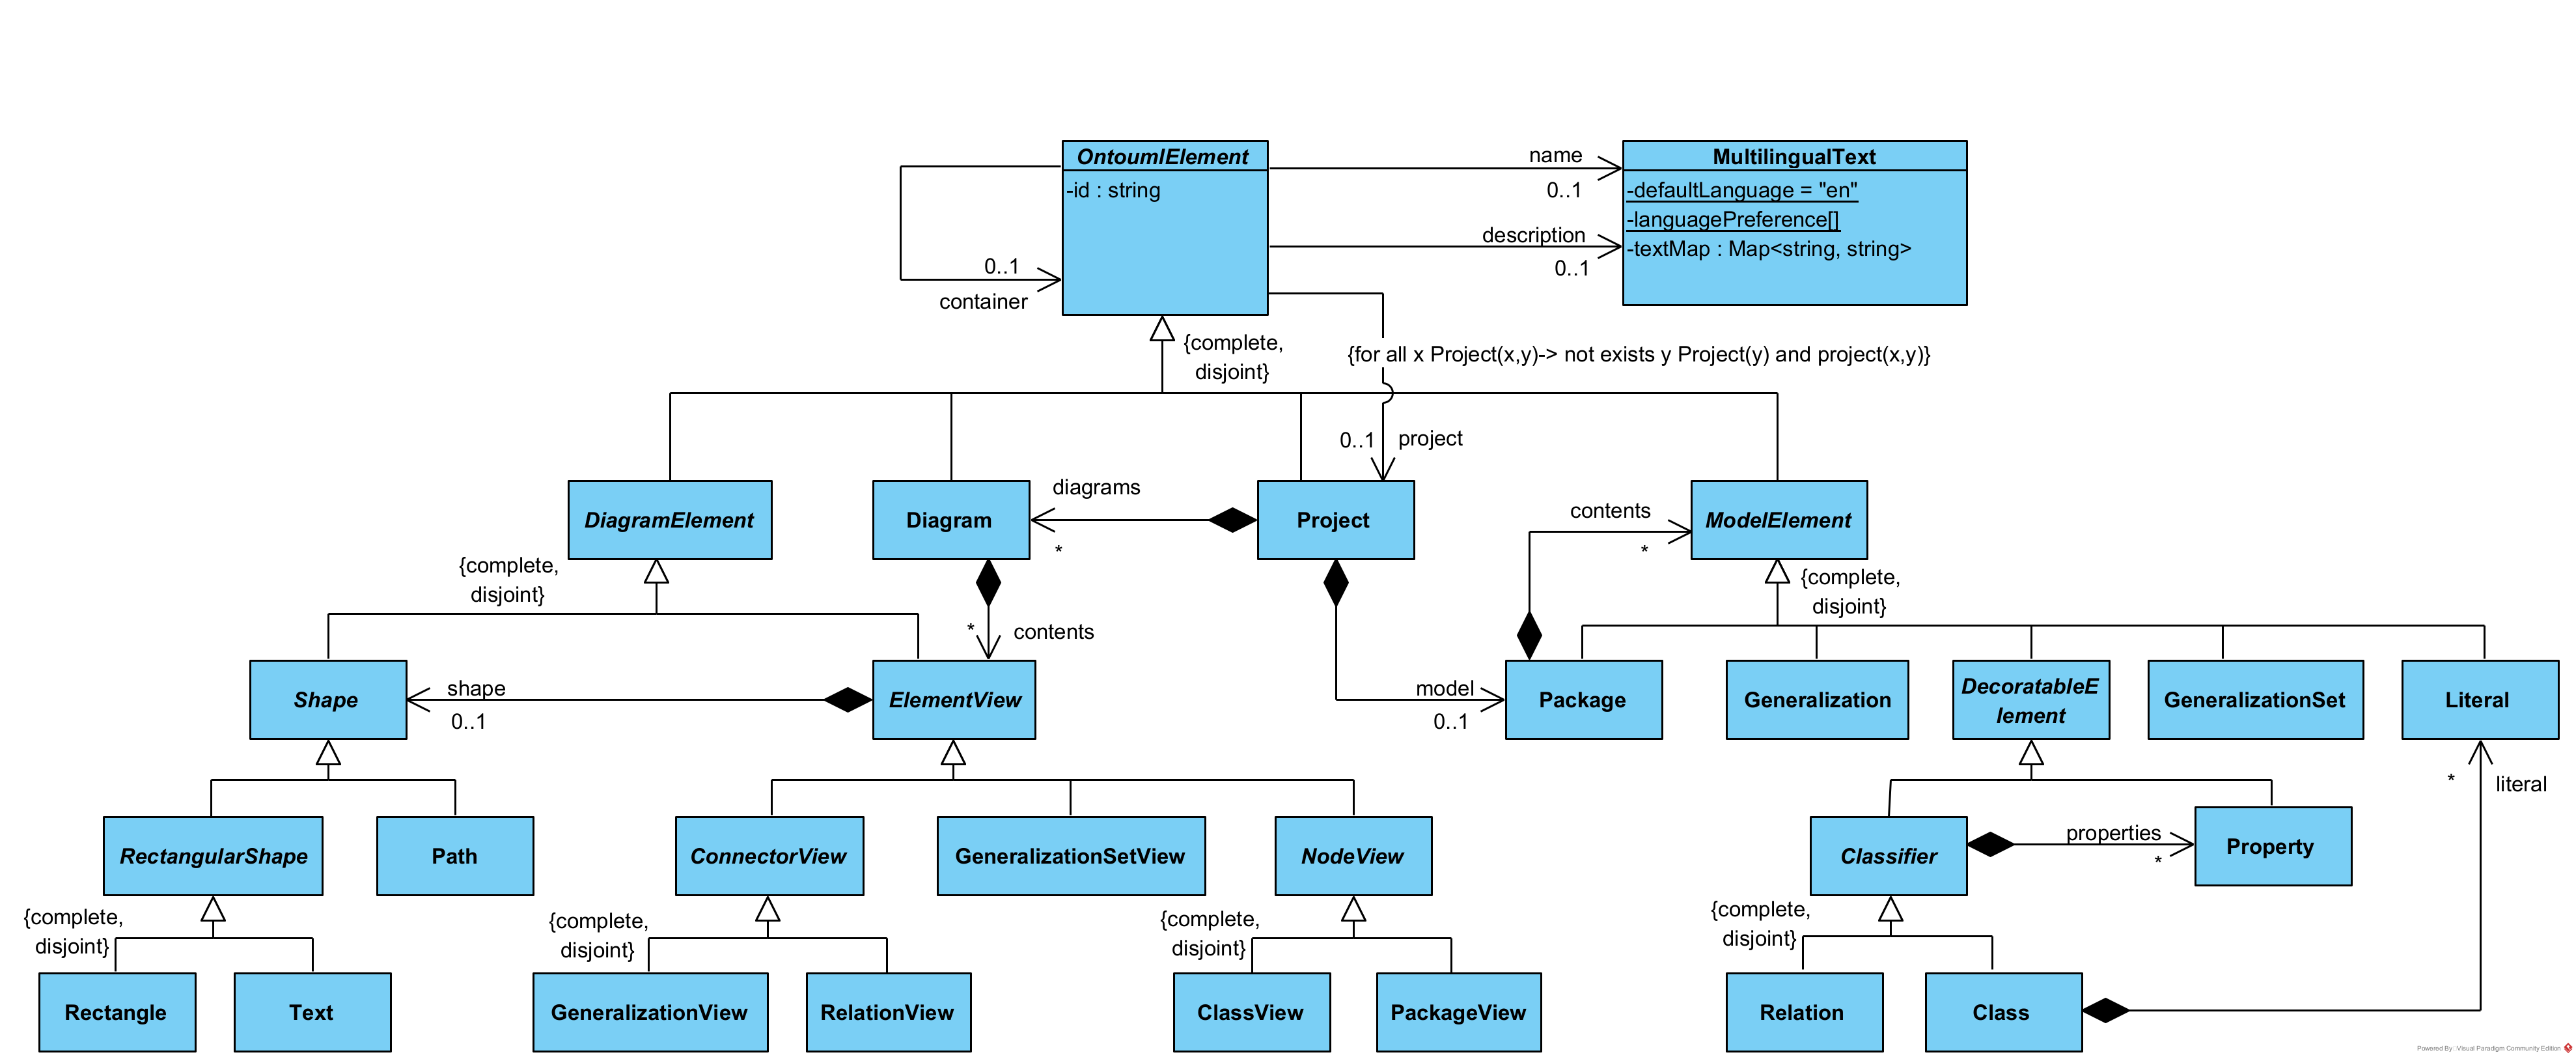 OntoumlElement
-id : string
name
0..1
MultilingualText
-defaultLanguage = "en"
-languagePreference[]
-textMap : Map<string, string>
description
0..1
0..1
container
{complete,
disjoint}
{for all x Project(x,y)-> not exists y Project(y) and project(x,y)}
0..1
project
DiagramElement
Diagram
diagrams
*
Project
contents
*
ModelElement
{complete,
disjoint}
{complete,
disjoint}
*
contents
Shape
shape
0..1
ElementView
model
0..1
Package
Generalization
DecoratableE
lement
GeneralizationSet
Literal
*
literal
RectangularShape
Path
ConnectorView
GeneralizationSetView
NodeView
Classifier
properties
*
Property
{complete,
disjoint}
{complete,
disjoint}
{complete,
disjoint}
{complete,
disjoint}
Rectangle
Text
GeneralizationView
RelationView
ClassView
PackageView
Relation
Class
Powered By: Visual Paradigm Community Edition